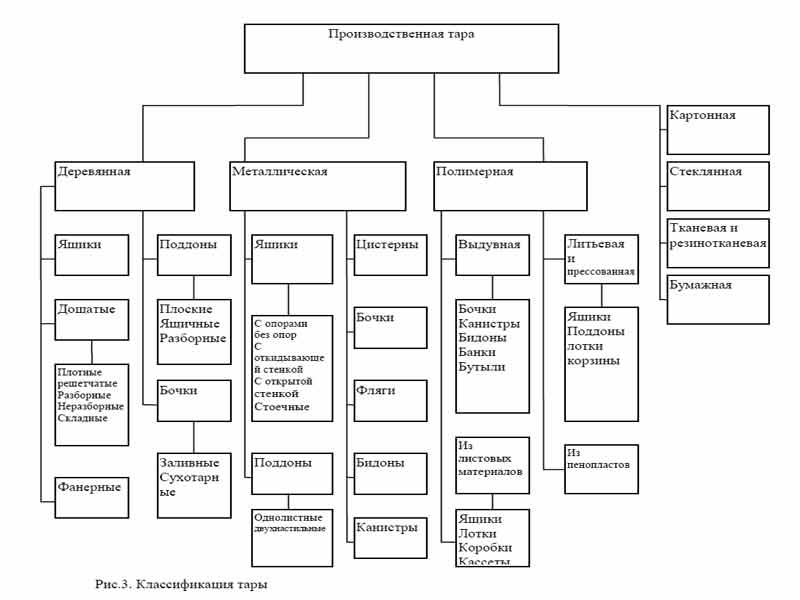 Производственная тара
Картонная
Деревянная
Металлическая
Полимерная
Стеклянная
Тканевая и
резинотканевая
Бумажная
Ящики
Поддоны
Ящики
Цистерны
Выдувная
Литьевая
и
прессованная
Дощатые
Плоские
Ящичные
Разборные
С опорами
без опор
С
откидывающе
й стенкой
С открытой
стенкой
Стоечные
Бочки
Бочки
Канистры
Бидоны
Банки
Бутыли
Ящики
Поддоны
лотки
корзины
Плотные
решетчатые
Разборные
Неразборные
Складные
Бочки
Фляги
Заливные
Сухотарн
ые
Поддоны
Бидоны
Из
листовых
материалов
Из
пенопластов
Фанерные
Однолистные
двухнастильные
Канистры
Ящики
Лотки
Коробки
Кассеты
Рис.3. Классификация тары